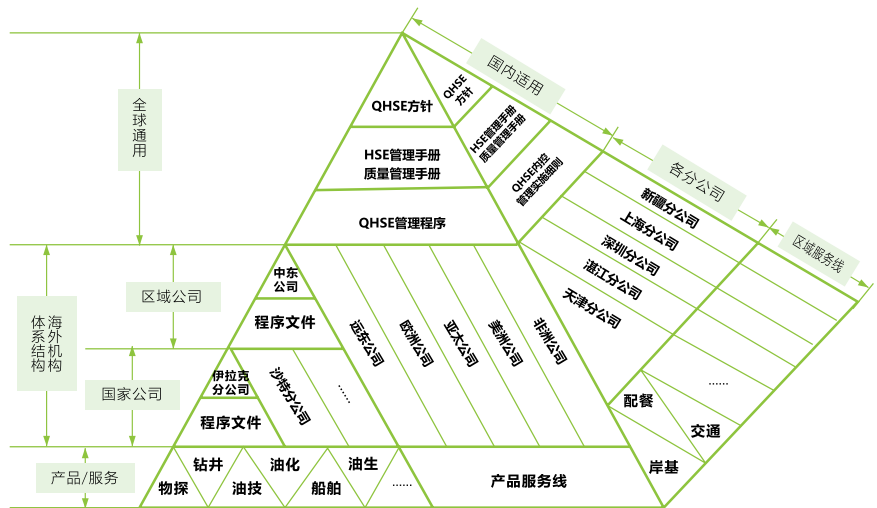 国内适用
各分公司
区域服务线
全球通用
海外机构
体系结构
区域公司
国家公司
产品/服务
QHSE方针
HSE管理手册
质量管理手册
QHSE管理程序
QHSE
方针
HSE管理手册
质量管理手册
QHSE内控
管理实施细则
新疆分公司
上海分公司
深圳分公司
湛江分公司
天津分公司
中东
公司
程序文件
远东公司
欧洲公司
亚太公司
美洲公司
非洲公司
伊拉克
分公司
程序文件
沙特分公司
……
物探
钻井
油技
油化
船舶
油生
……
产品服务线
配餐
……
交通
岸基